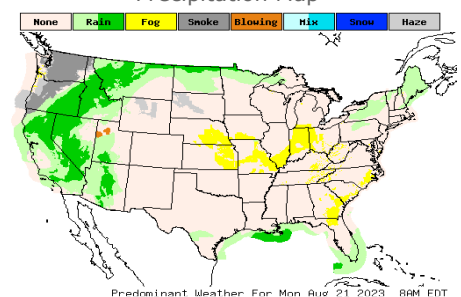 Precipitation Map
None Rain Fog Smoke Blowing Mix Snow Haze
Predominant Weather For Mon Aug 21 2023 8AM EDT